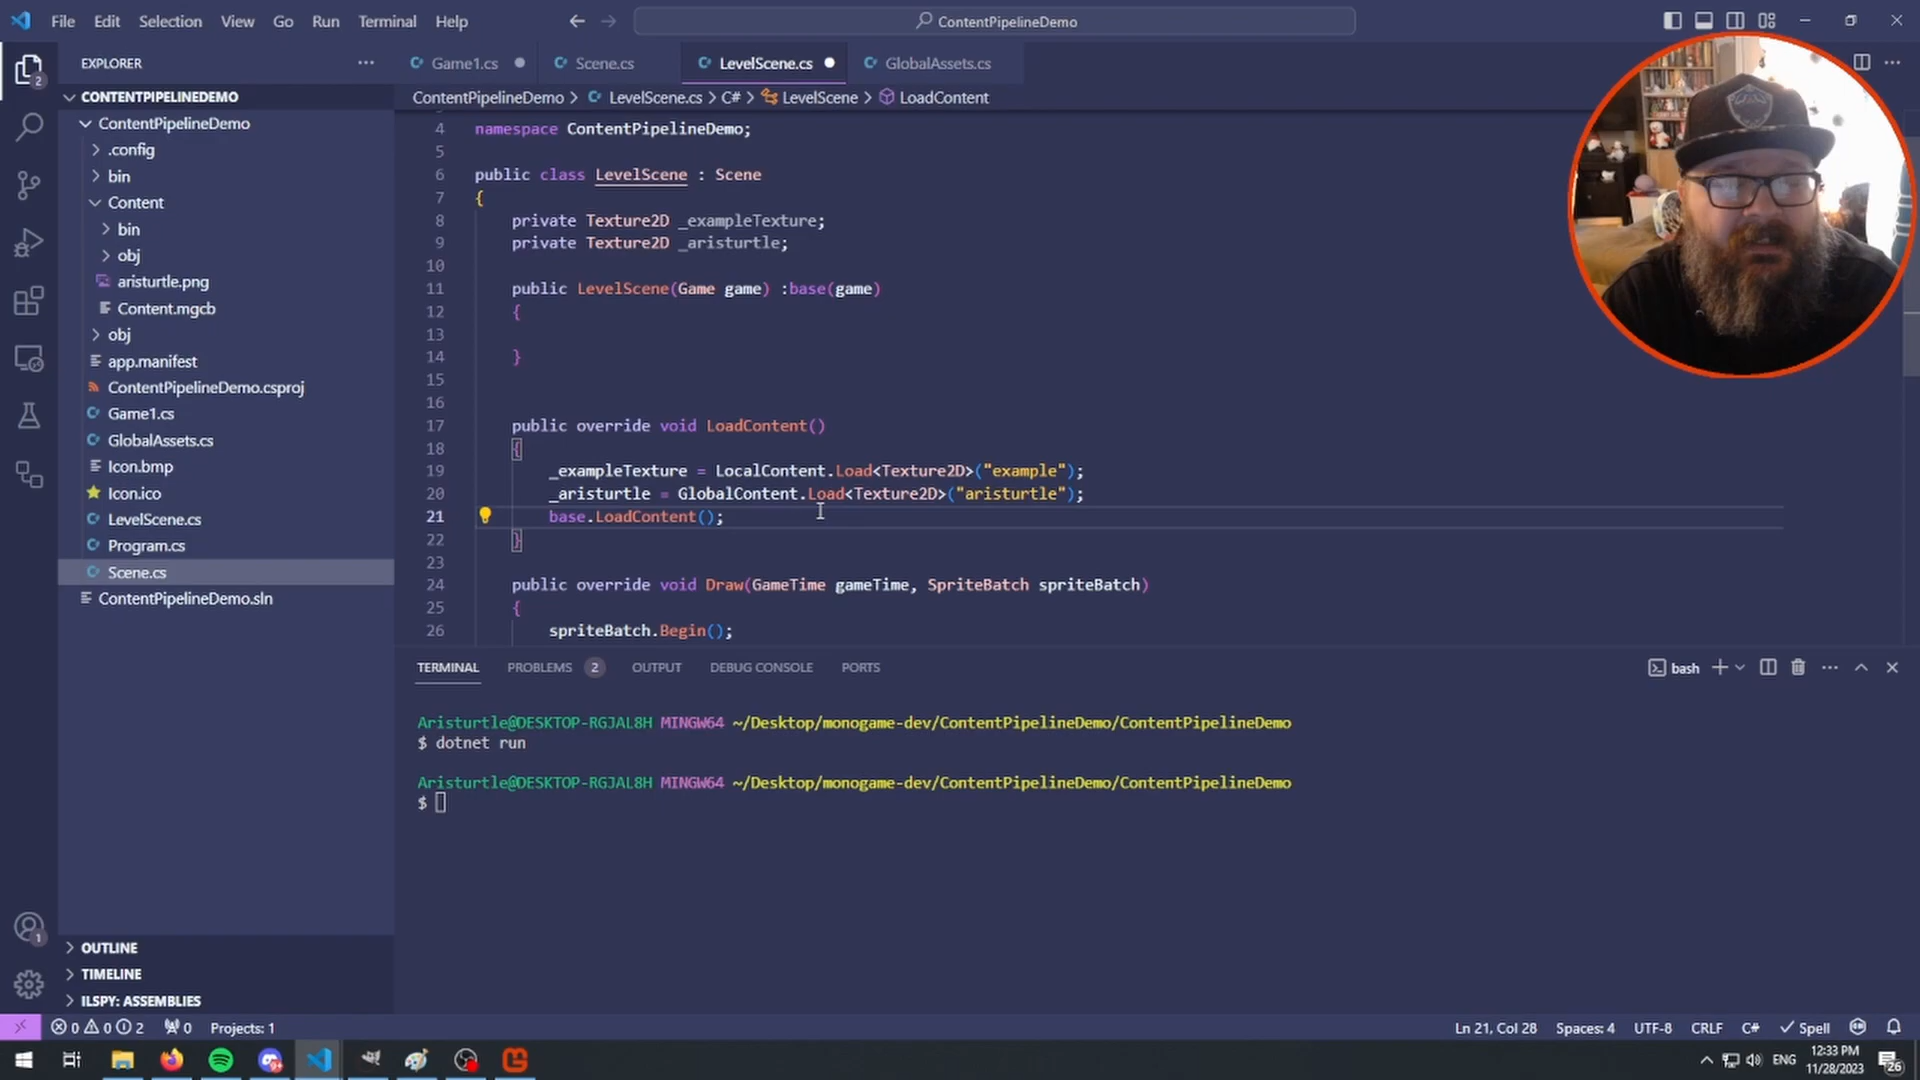 File Edit Selection View Go Run Terminal Help
ContentPipelineDemo
EXPLORER
Game1.cs
Scene.cs
LevelScene.cs
GlobalAssets.cs
CONTENTPIPELINEDEMO
ContentPipelineDemo > LevelScene.cs > C# > LevelScene > LoadContent
ContentPipelineDemo
.config
bin
Content
bin
obj
aristurtle.png
Content.mgcb
obj
app.manifest
ContentPipelineDemo.csproj
Game1.cs
GlobalAssets.cs
Icon.bmp
Icon.ico
LevelScene.cs
Program.cs
Scene.cs
ContentPipelineDemo.sln
OUTLINE
TIMELINE
ILSPY: ASSEMBLIES
2
1
4 namespace ContentPipelineDemo;
5
6 public class LevelScene : Scene
7 {
8 private Texture2D _exampleTexture;
9 private Texture2D _aristurtle;
10
11 public LevelScene(Game game) :base(game)
12 {
13
14 }
15
16
17 public override void LoadContent()
18 {
19 _exampleTexture = LocalContent.Load<Texture2D>("example");
20 _aristurtle = GlobalContent.Load<Texture2D>("aristurtle");
21 base.LoadContent();
22 }
23
24 public override void Draw(GameTime gameTime, SpriteBatch spriteBatch)
25 {
26 spriteBatch.Begin();
TERMINAL PROBLEMS 2 OUTPUT DEBUG CONSOLE PORTS
bash
Aristurtle@DESKTOP-RGJAL8H MINGW64 ~/Desktop/monogame-dev/ContentPipelineDemo/ContentPipelineDemo
$ dotnet run
Aristurtle@DESKTOP-RGJAL8H MINGW64 ~/Desktop/monogame-dev/ContentPipelineDemo/ContentPipelineDemo
$
0 0 2 0 Projects: 1
Ln 21, Col 28 Spaces: 4 UTF-8 CRLF C# Spell
ENG
12:33 PM
11/28/2023
26